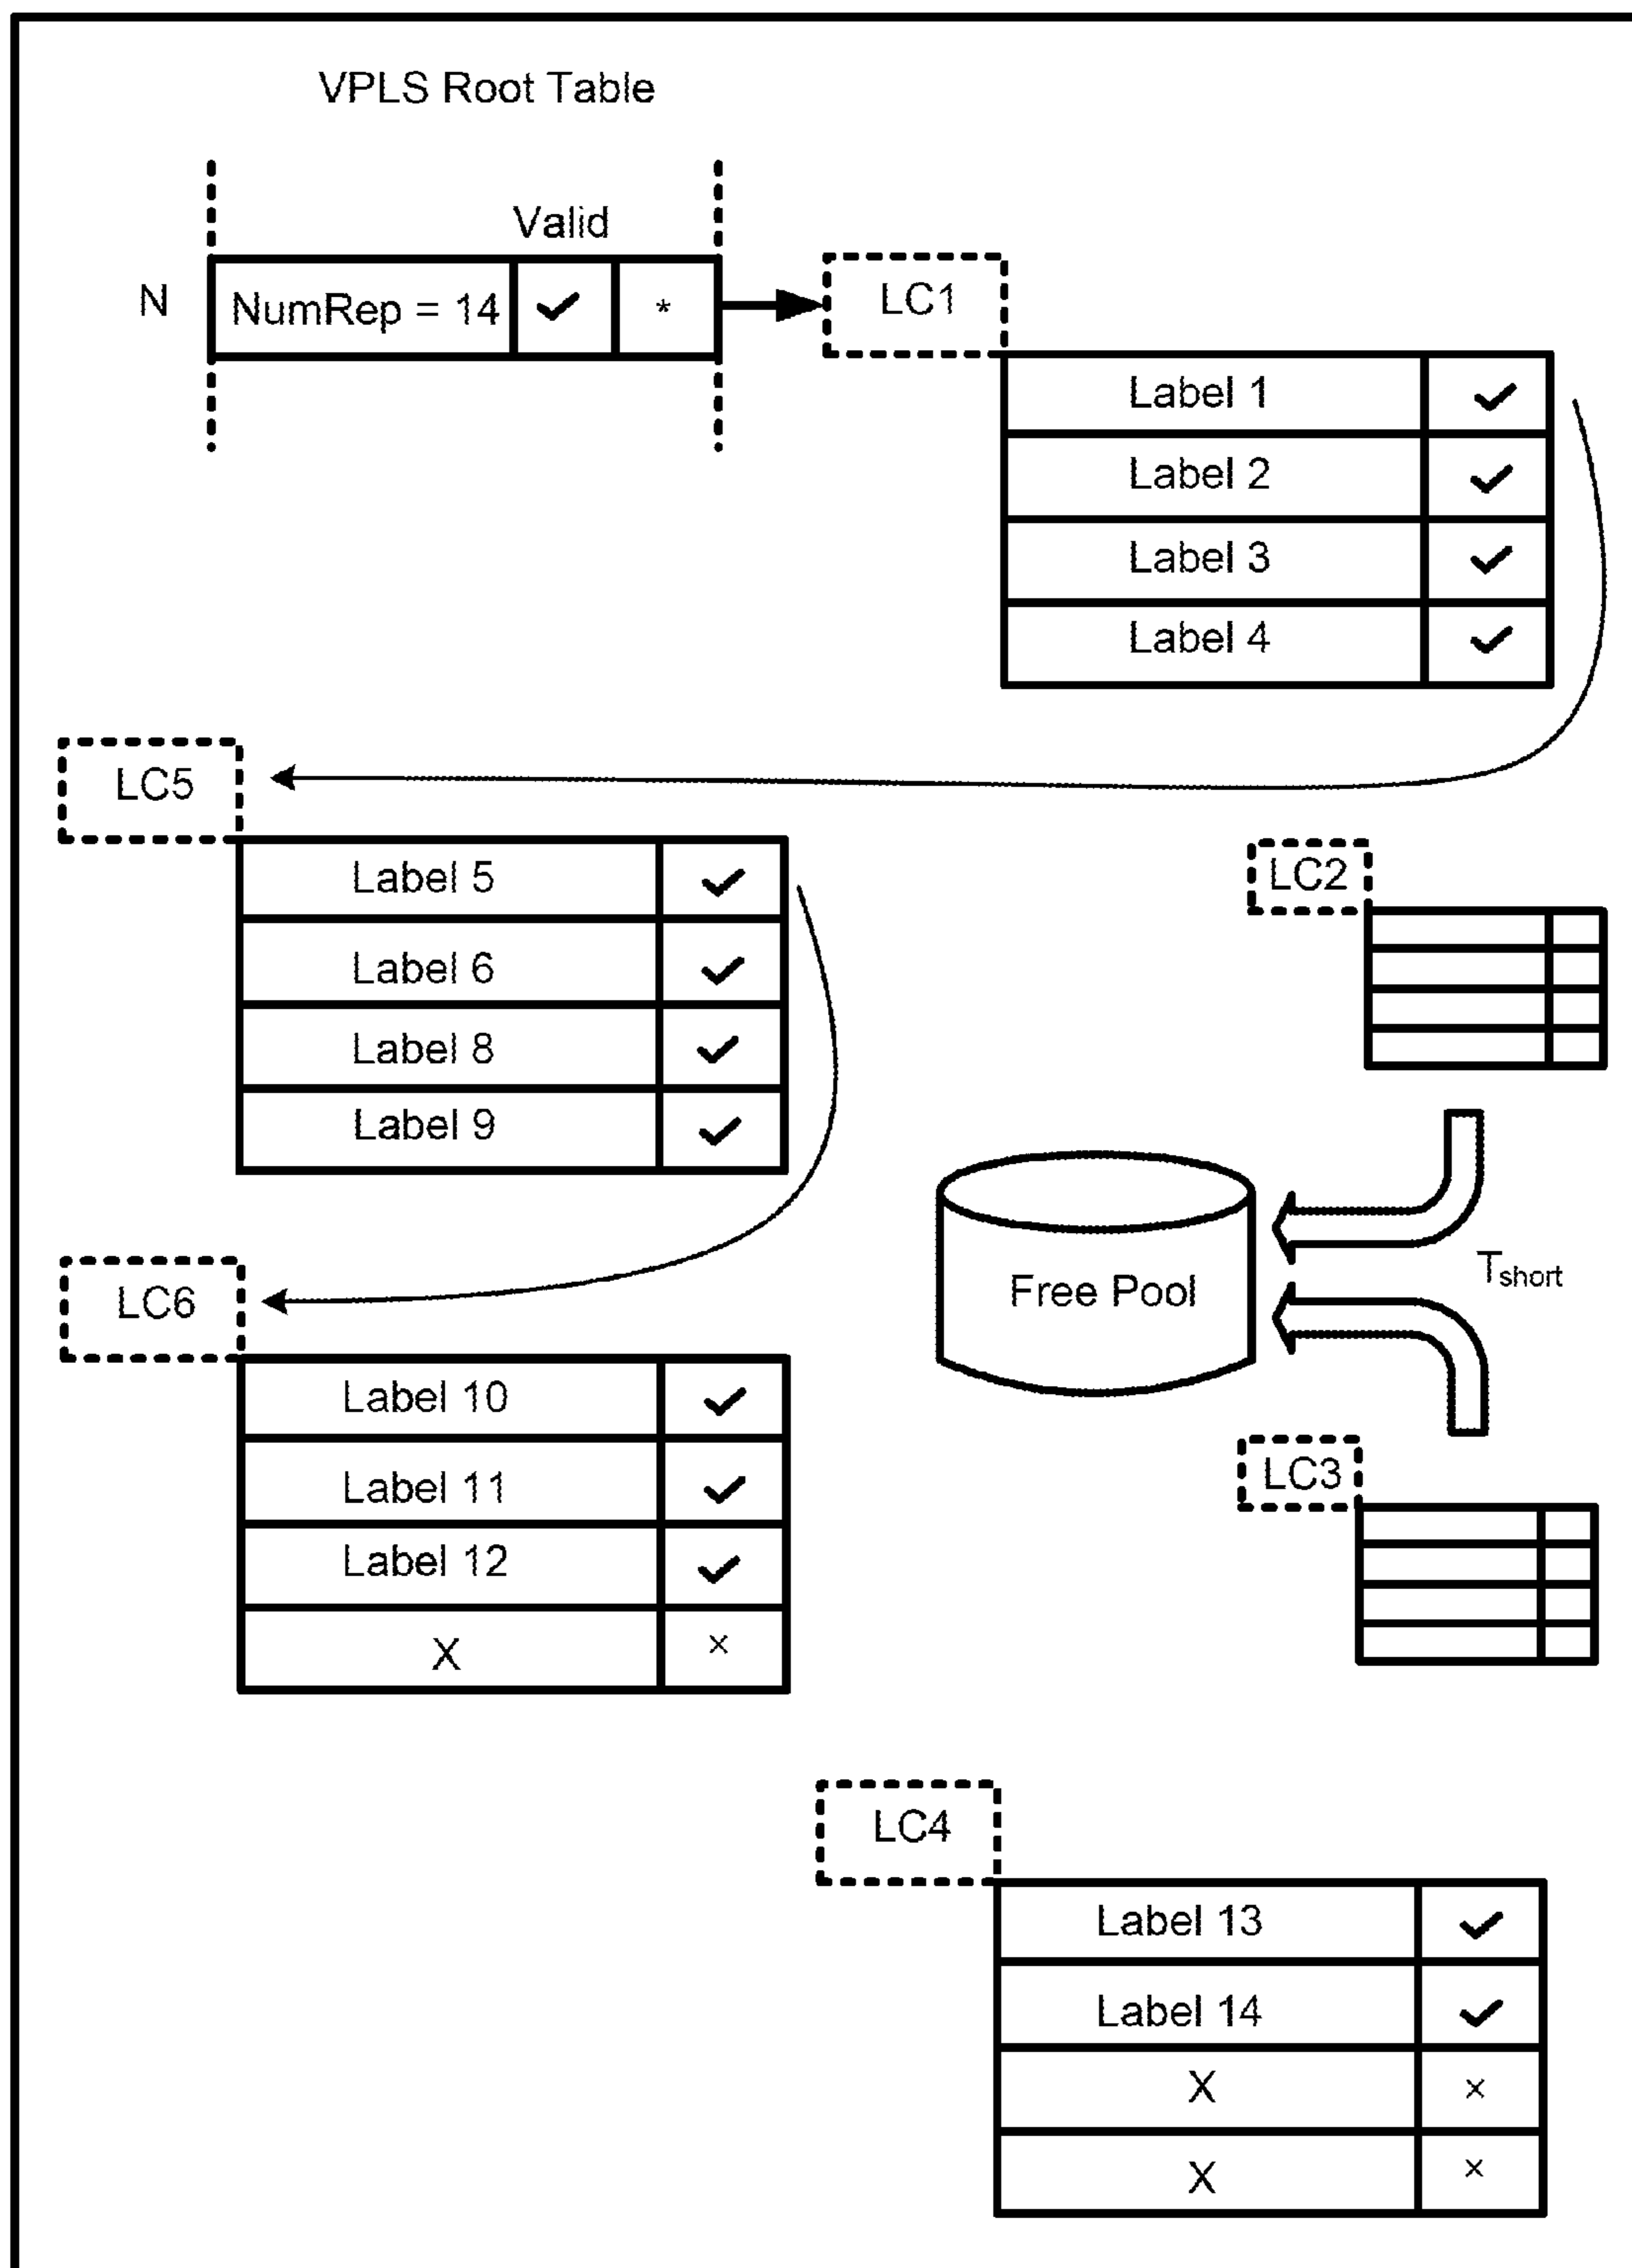 VPLS Root Table
Valid
N
NumRep = 14 ✓ *
LC1
Label 1 ✓
Label 2 ✓
Label 3 ✓
Label 4 ✓
LC5
Label 5 ✓
Label 6 ✓
Label 8 ✓
Label 9 ✓
LC2
Free Pool
Tshort
LC6
Label 10 ✓
Label 11 ✓
Label 12 ✓
X ×
LC3
LC4
Label 13 ✓
Label 14 ✓
X ×
X ×